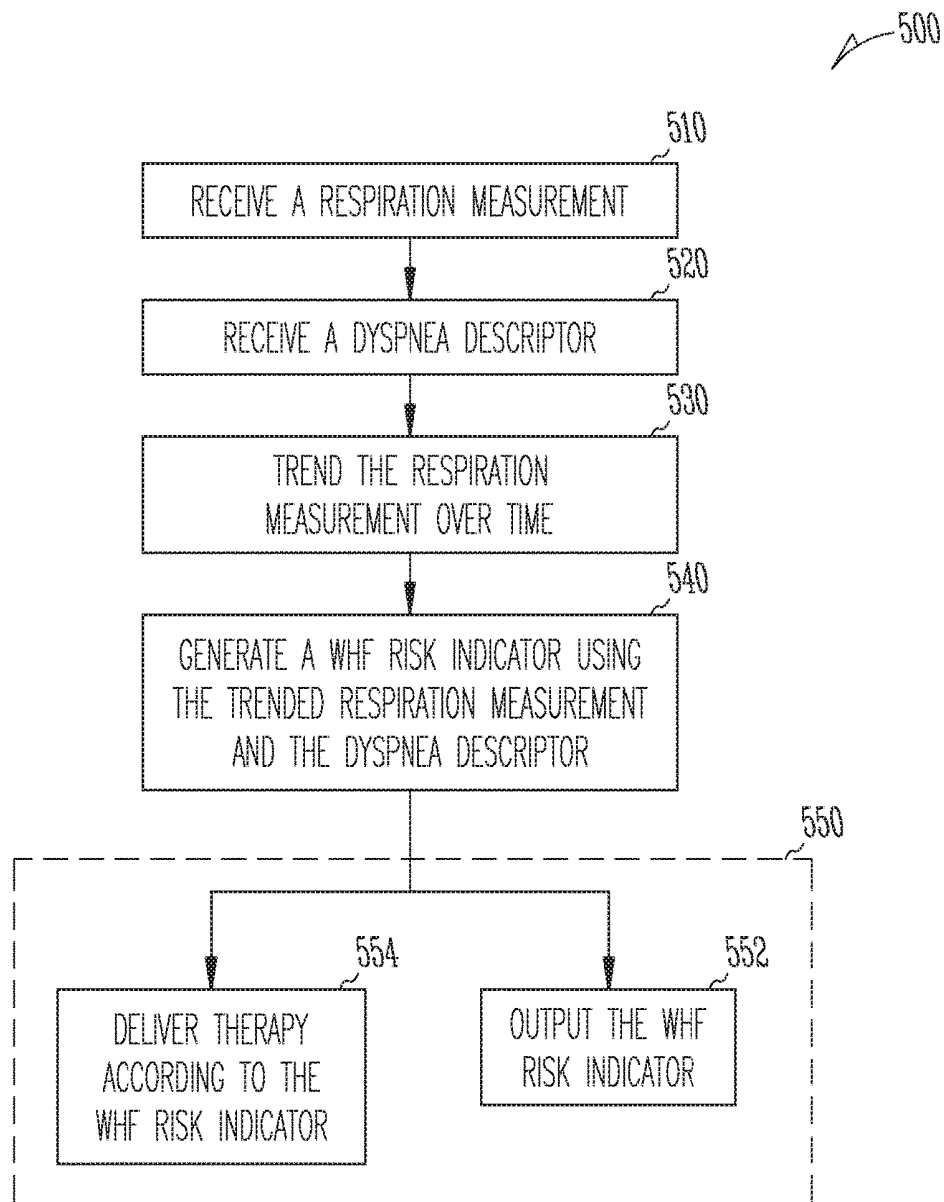 500
510
RECEIVE A RESPIRATION MEASUREMENT
520
RECEIVE A DYSPNEA DESCRIPTOR
530
TREND THE RESPIRATION
MEASUREMENT OVER TIME
540
GENERATE A WHF RISK INDICATOR USING
THE TRENDED RESPIRATION MEASUREMENT
AND THE DYSPNEA DESCRIPTOR
550
554
DELIVER THERAPY
ACCORDING TO THE
WHF RISK INDICATOR
552
OUTPUT THE WHF
RISK INDICATOR